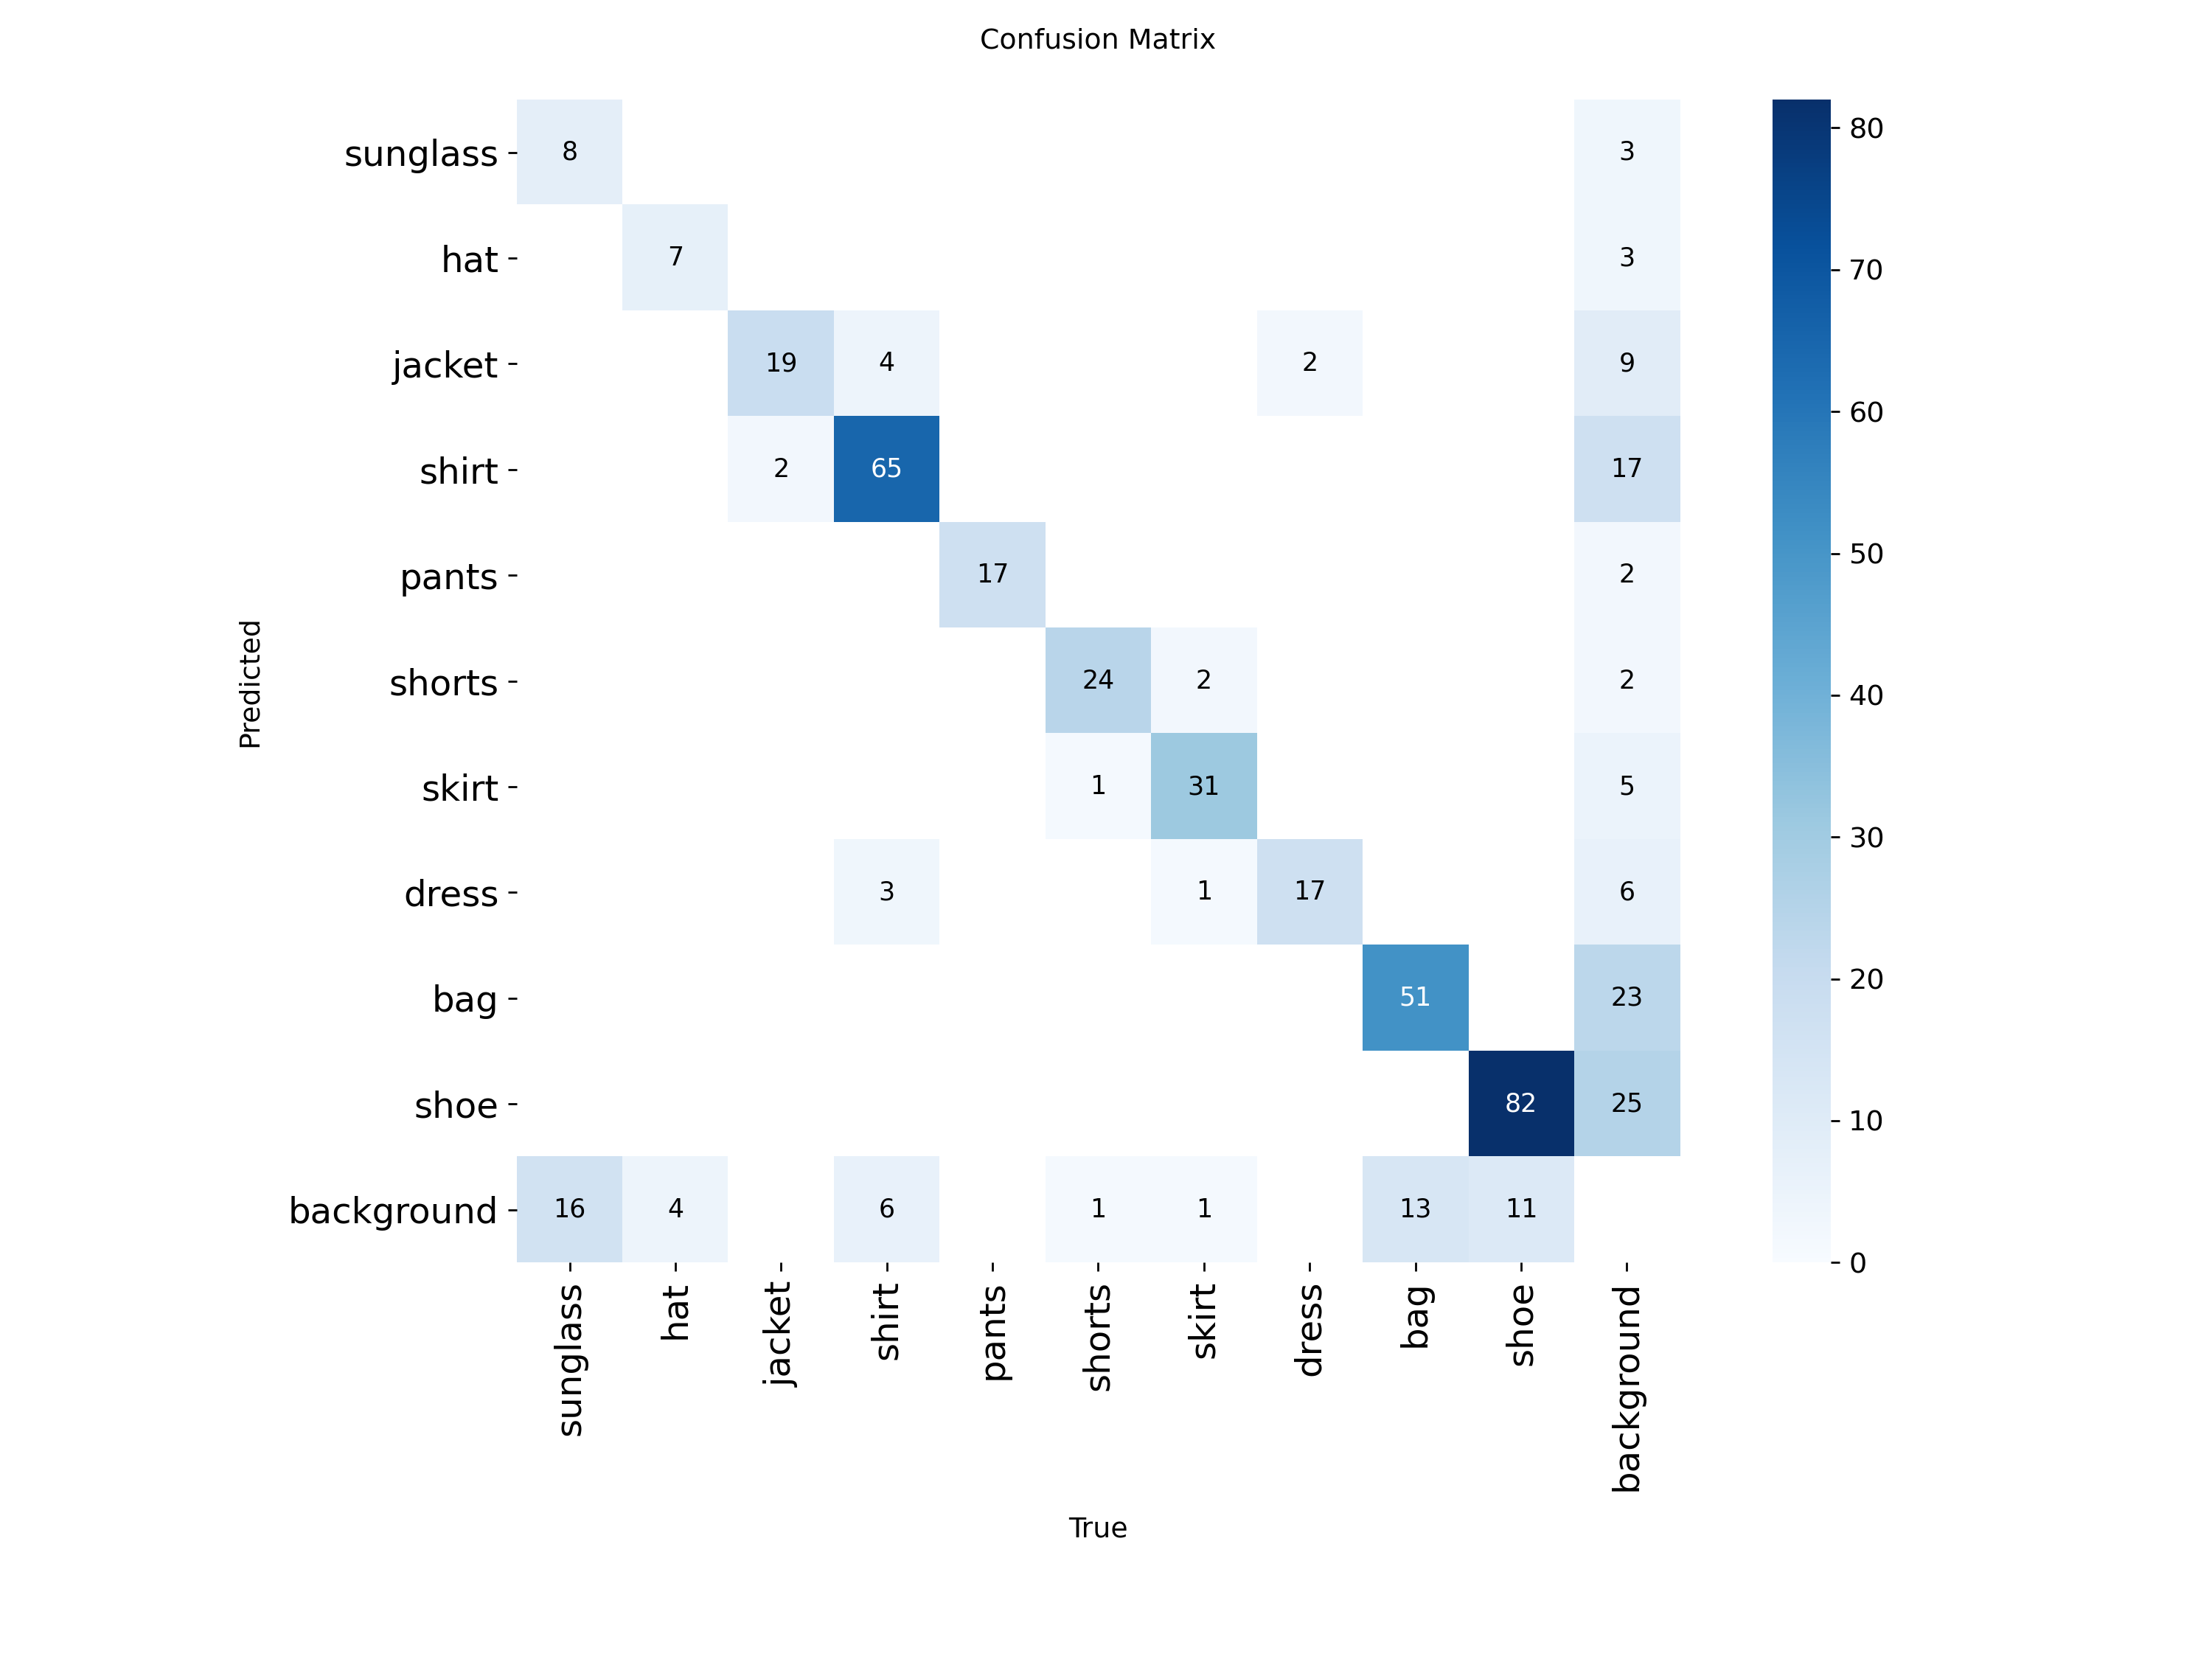 Confusion Matrix
sunglass 8 3
hat 7 3
jacket 19 4 2 9
shirt 2 65 17
pants 17 2
shorts 24 2 2
skirt 1 31 5
dress 3 1 17 6
bag 51 23
shoe 82 25
background 16 4 6 1 1 13 11
Predicted
sunglass hat jacket shirt pants shorts skirt dress bag shoe background
True
80
70
60
50
40
30
20
10
0